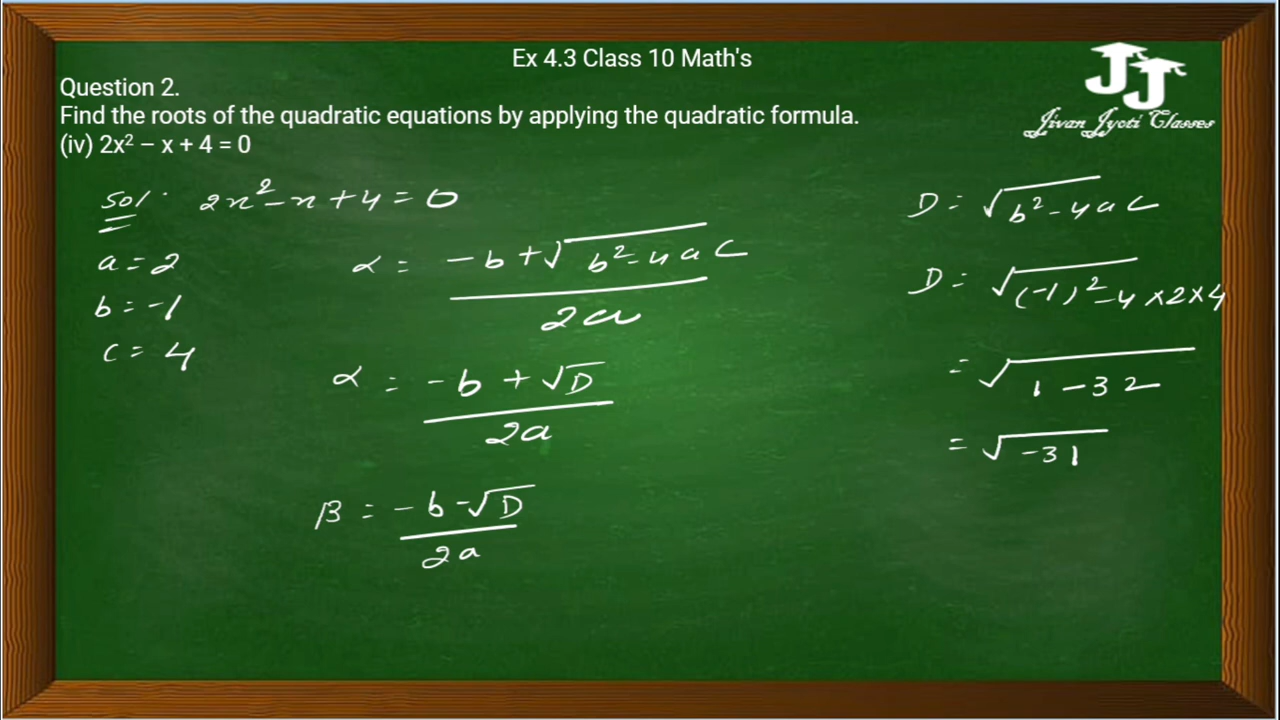 Ex 4.3 Class 10 Math's
JJ
Jivan Jyoti Classes
Question 2.
Find the roots of the quadratic equations by applying the quadratic formula.
(iv) 2x² – x + 4 = 0
Sol. 2x² - x + 4 = 0
a = 2
b = -1
c = 4
α = (-b + √(b² - 4ac)) / 2a
α = (-b + √D) / 2a
β = (-b - √D) / 2a
D = √(b² - 4ac)
D = √((-1)² - 4 × 2 × 4)
= √(1 - 32)
= √(-31)